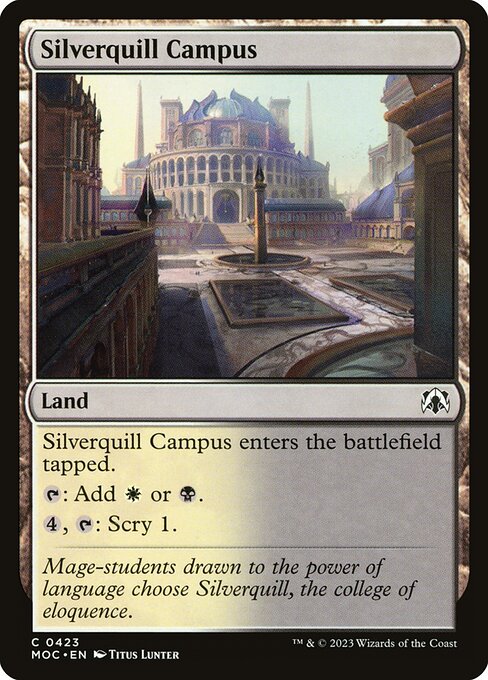 Silverquill Campus
Land
Silverquill Campus enters the battlefield
tapped.
: Add or .
4, : Scry 1.
Mage-students drawn to the power of
language choose Silverquill, the college of
eloquence.
C 0423
MOC • EN Titus Lunter
™ & © 2023 Wizards of the Coast